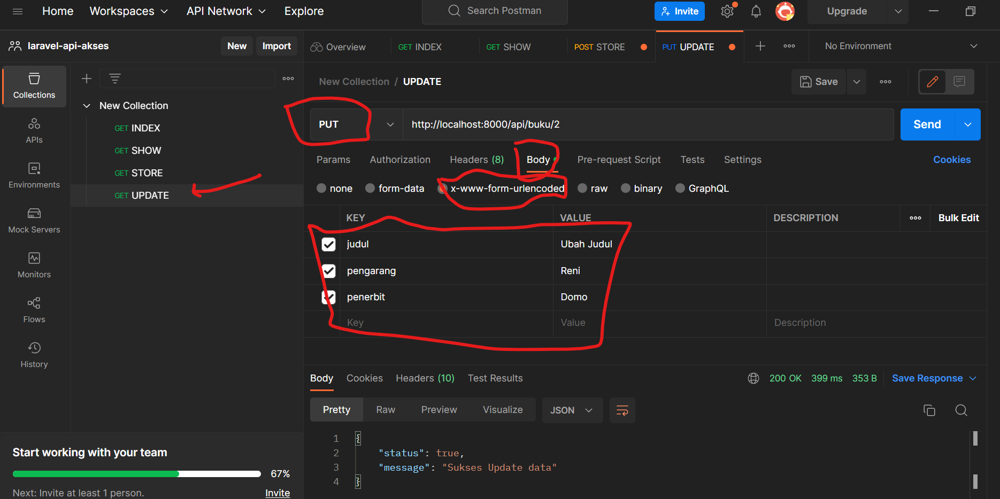 Home
Workspaces
API Network
Explore
Search Postman
Invite
Upgrade
laravel-api-akses
New
Import
Overview
GET INDEX
GET SHOW
POST STORE
PUT UPDATE
No Environment
Collections
APIs
Environments
Mock Servers
Monitors
Flows
History
New Collection
GET INDEX
GET SHOW
GET STORE
GET UPDATE
New Collection / UPDATE
Save
PUT
http://localhost:8000/api/buku/2
Send
Params
Authorization
Headers (8)
Body
Pre-request Script
Tests
Settings
Cookies
none
form-data
x-www-form-urlencoded
raw
binary
GraphQL
KEY
VALUE
DESCRIPTION
Bulk Edit
judul
Ubah Judul
pengarang
Reni
penerbit
Domo
Key
Value
Description
Body
Cookies
Headers (10)
Test Results
200 OK
399 ms
353 B
Save Response
Pretty
Raw
Preview
Visualize
JSON
1 {
2 "status": true,
3 "message": "Sukses Update data"
4 }
Start working with your team
67%
Next: Invite at least 1 person.
Invite